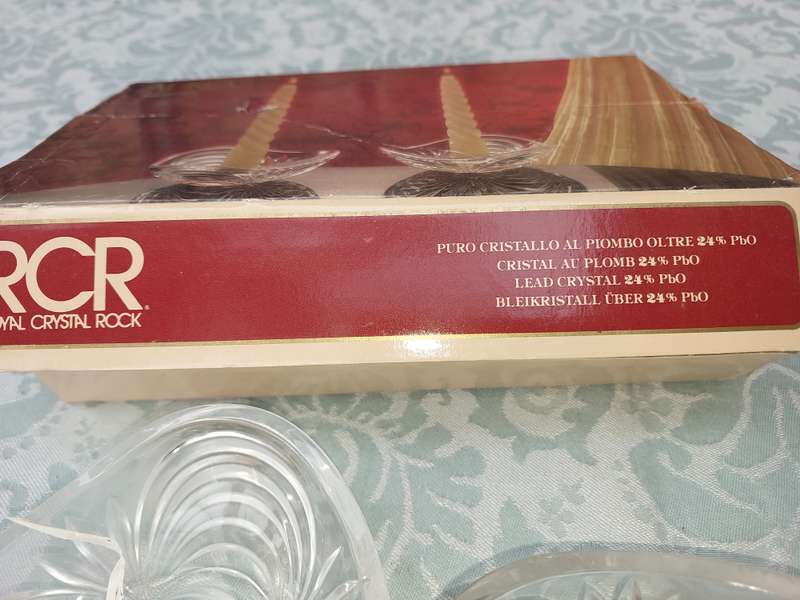 RCR
OYAL CRYSTAL ROCK
PURO CRISTALLO AL PIOMBO OLTRE 24% PbO
CRISTAL AU PLOMB 24% PbO
LEAD CRYSTAL 24% PbO
BLEIKRISTALL ÜBER 24% PbO